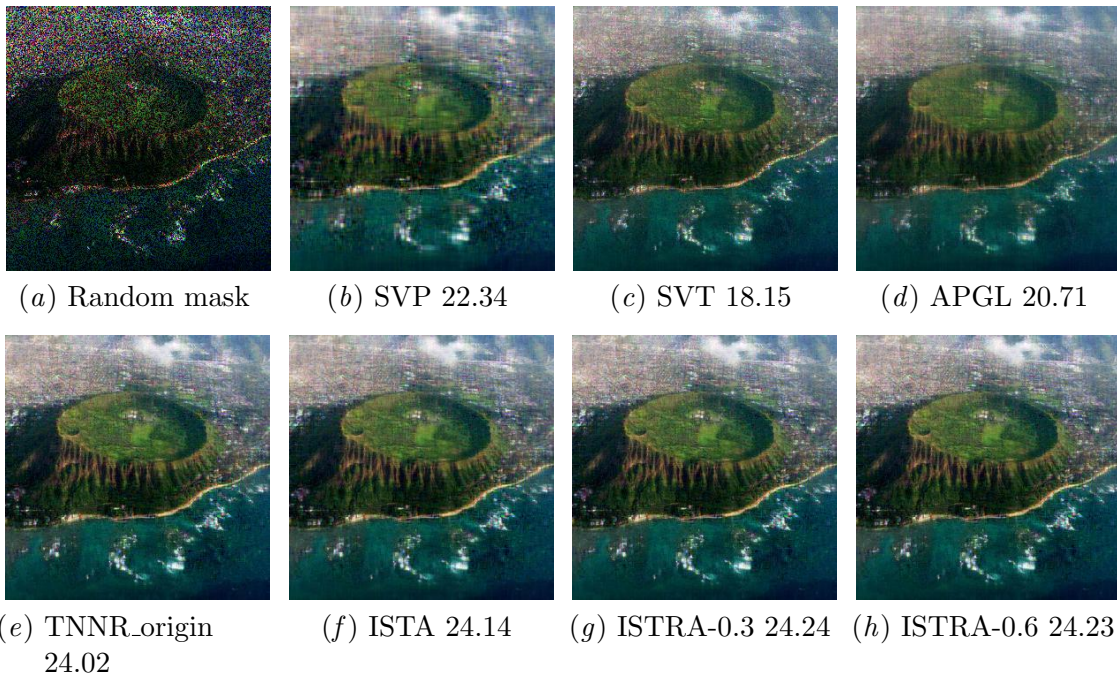 (a) Random mask
(b) SVP 22.34
(c) SVT 18.15
(d) APGL 20.71
(e) TNNR_origin
24.02
(f) ISTA 24.14
(g) ISTRA-0.3 24.24
(h) ISTRA-0.6 24.23